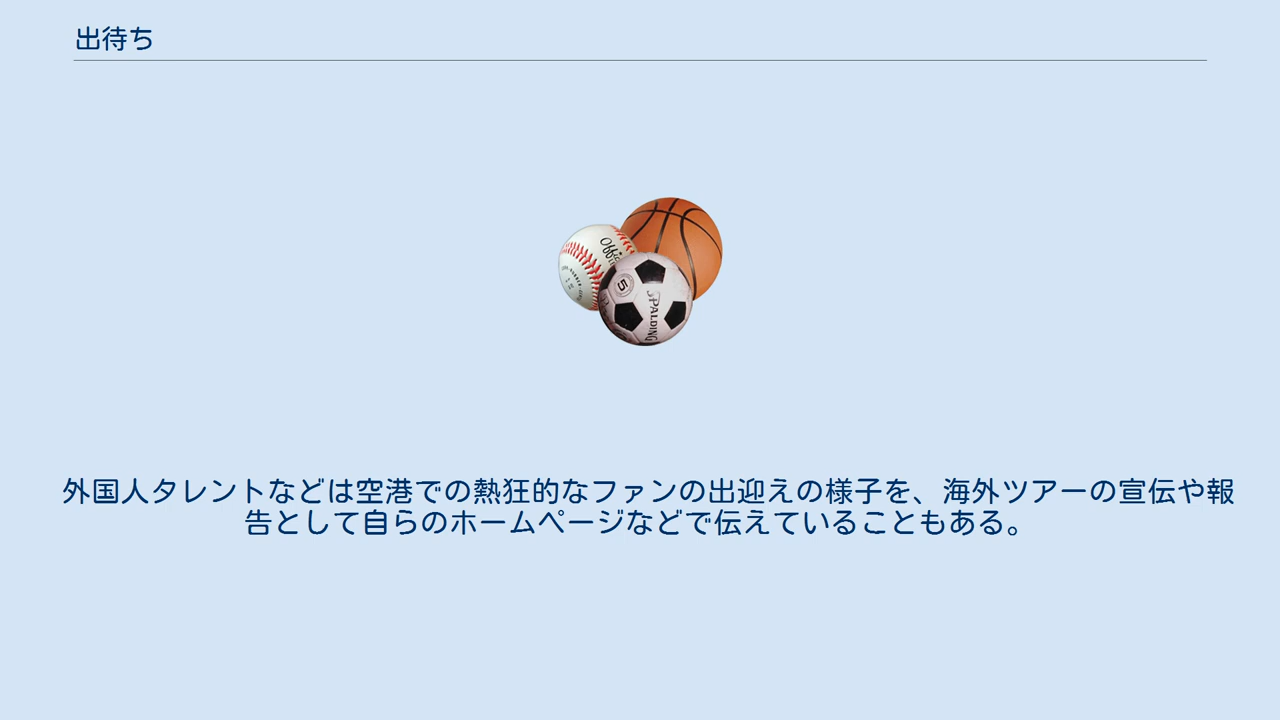 出待ち
Offic
5
SPALDING
外国人タレントなどは空港での熱狂的なファンの出迎えの様子を、海外ツアーの宣伝や報
告として自らのホームページなどで伝えていることもある。